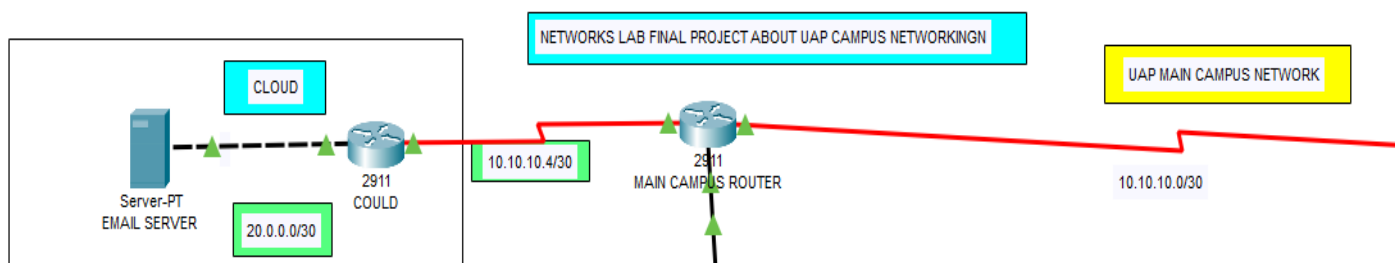 NETWORKS LAB FINAL PROJECT ABOUT UAP CAMPUS NETWORKINGN
UAP MAIN CAMPUS NETWORK
CLOUD
10.10.10.4/30
2911
MAIN CAMPUS ROUTER
10.10.10.0/30
2911
COULD
Server-PT
EMAIL SERVER
20.0.0.0/30